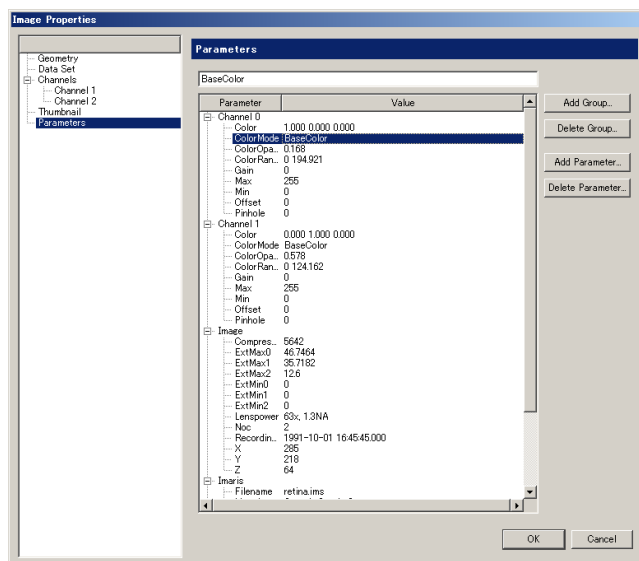 Image Properties
Geometry
Data Set
Channels
Channel 1
Channel 2
Thumbnail
Parameters
Parameters
BaseColor
Parameter Value
Channel 0
Color 1.000 0.000 0.000
ColorMode BaseColor
ColorOpa... 0.168
ColorRan... 0 194.921
Gain 0
Max 255
Min 0
Offset 0
Pinhole 0
Channel 1
Color 0.000 1.000 0.000
ColorMode BaseColor
ColorOpa... 0.578
ColorRan... 0 124.162
Gain 0
Max 255
Min 0
Offset 0
Pinhole 0
Image
Compres... 5642
ExtMax0 46.7464
ExtMax1 35.7182
ExtMax2 12.6
ExtMin0 0
ExtMin1 0
ExtMin2 0
Lenspower 63x, 1.3NA
Noc 2
Recordin... 1991-10-01 16:45:45.000
X 285
Y 218
Z 64
Imaris
Filename retina.ims
Add Group...
Delete Group...
Add Parameter...
Delete Parameter...
OK Cancel